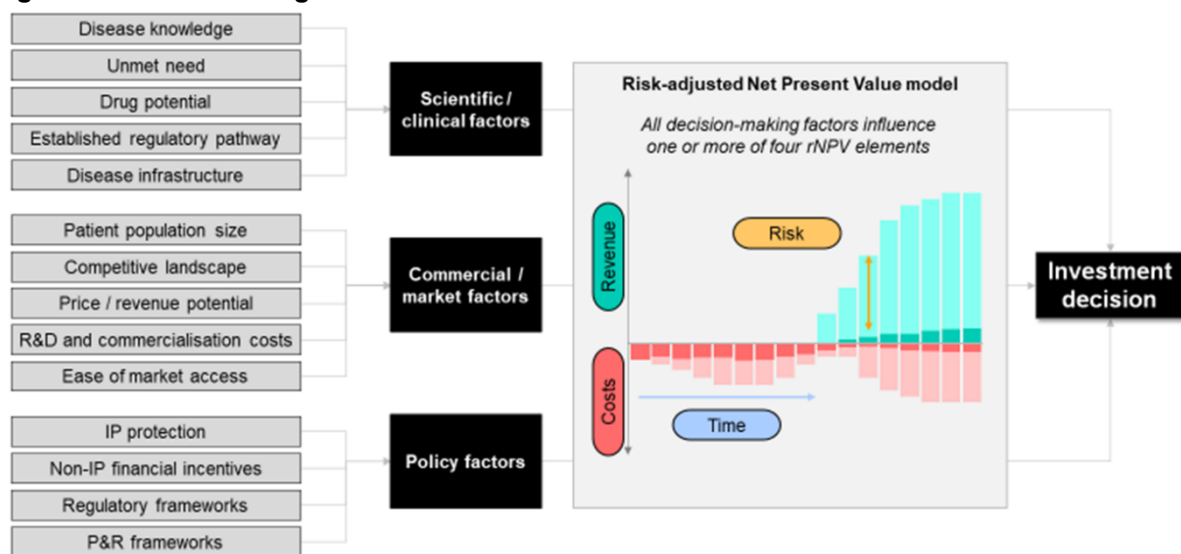 Disease knowledge
Unmet need
Drug potential
Established regulatory pathway
Disease infrastructure
Scientific /
clinical factors
Patient population size
Competitive landscape
Price / revenue potential
R&D and commercialisation costs
Ease of market access
Commercial /
market factors
IP protection
Non-IP financial incentives
Regulatory frameworks
P&R frameworks
Policy factors
Risk-adjusted Net Present Value model
All decision-making factors influence
one or more of four rNPV elements
Revenue
Risk
Costs
Time
Investment
decision